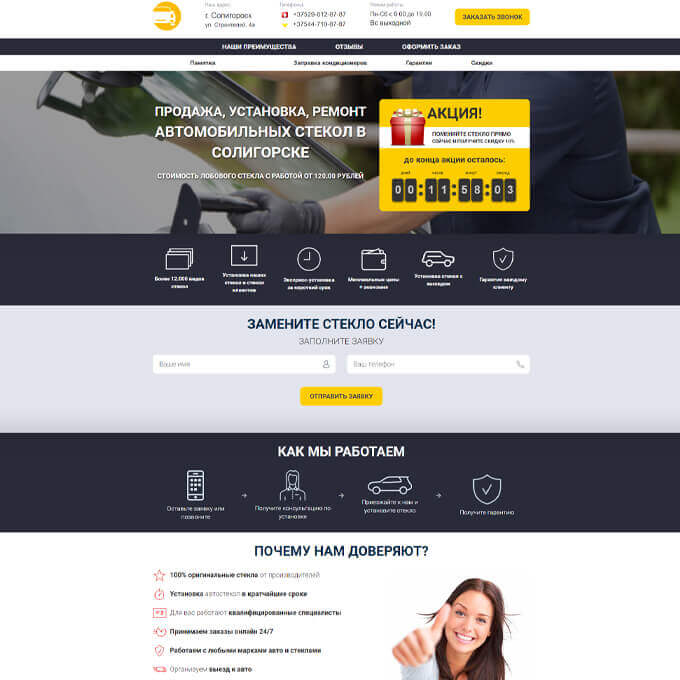 Наш адрес:
г. Солигорск
ул. Строителей, 4а
Телефоны:
+37529-612-87-87
+37544-710-87-87
Режим работы:
Пн-Сб с 9:00 до 19:00
Вс выходной
ЗАКАЗАТЬ ЗВОНОК
НАШИ ПРЕИМУЩЕСТВА
ОТЗЫВЫ
ОФОРМИТЬ ЗАКАЗ
Памятка
Заправка кондиционеров
Гарантия
Скидки
ПРОДАЖА, УСТАНОВКА, РЕМОНТ
АВТОМОБИЛЬНЫХ СТЕКОЛ В
СОЛИГОРСКЕ
СТОИМОСТЬ ЛОБОВОГО СТЕКЛА С РАБОТОЙ ОТ 120.00 РУБЛЕЙ
АКЦИЯ!
ПОМЕНЯЙТЕ СТЕКЛО ПРЯМО
СЕЙЧАС И ПОЛУЧИТЕ СКИДКУ 10%
до конца акции осталось:
дней часов минут секунд
00:11:58:03
Более 12.000 видов
стекол
Установка наших
стекол и стекол
клиентов
Экспресс-установка
за короткий срок
Минимальные цены
= экономия
Установка стекол с
выездом
Гарантия каждому
клиенту
ЗАМЕНИТЕ СТЕКЛО СЕЙЧАС!
ЗАПОЛНИТЕ ЗАЯВКУ
Ваше имя
Ваш телефон
ОТПРАВИТЬ ЗАЯВКУ
КАК МЫ РАБОТАЕМ
Оставьте заявку или
позвоните
Получите консультацию по
установке
Приезжайте к нам и
установите стекло
Получите гарантию
ПОЧЕМУ НАМ ДОВЕРЯЮТ?
100% оригинальные стекла от производителей
Установка автостекол в кратчайшие сроки
Для вас работают квалифицированные специалисты
Принимаем заказы онлайн 24/7
Работаем с любыми марками авто и стеклами
Организуем выезд к авто